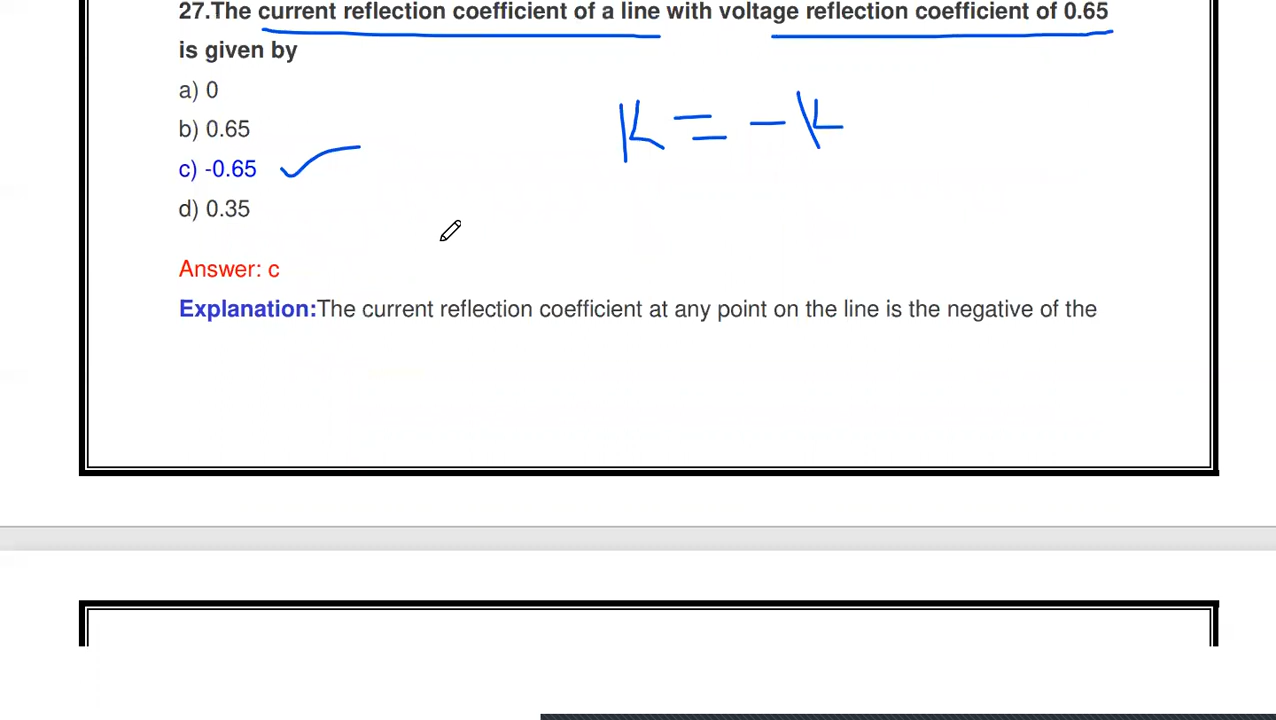 27.The current reflection coefficient of a line with voltage reflection coefficient of 0.65
is given by
a) 0
b) 0.65
K = -K
c) -0.65
d) 0.35
Answer: c
Explanation:The current reflection coefficient at any point on the line is the negative of the